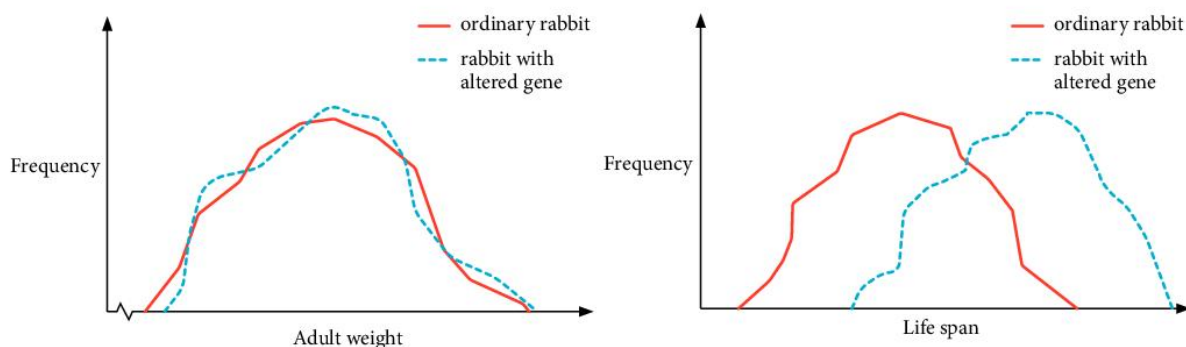 ordinary rabbit
rabbit with
altered gene
Frequency
Adult weight
ordinary rabbit
rabbit with
altered gene
Frequency
Life span